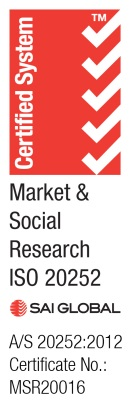 Certified System
TM
Market &
Social
Research
ISO 20252
SAI GLOBAL
A/S 20252:2012
Certificate No.:
MSR20016